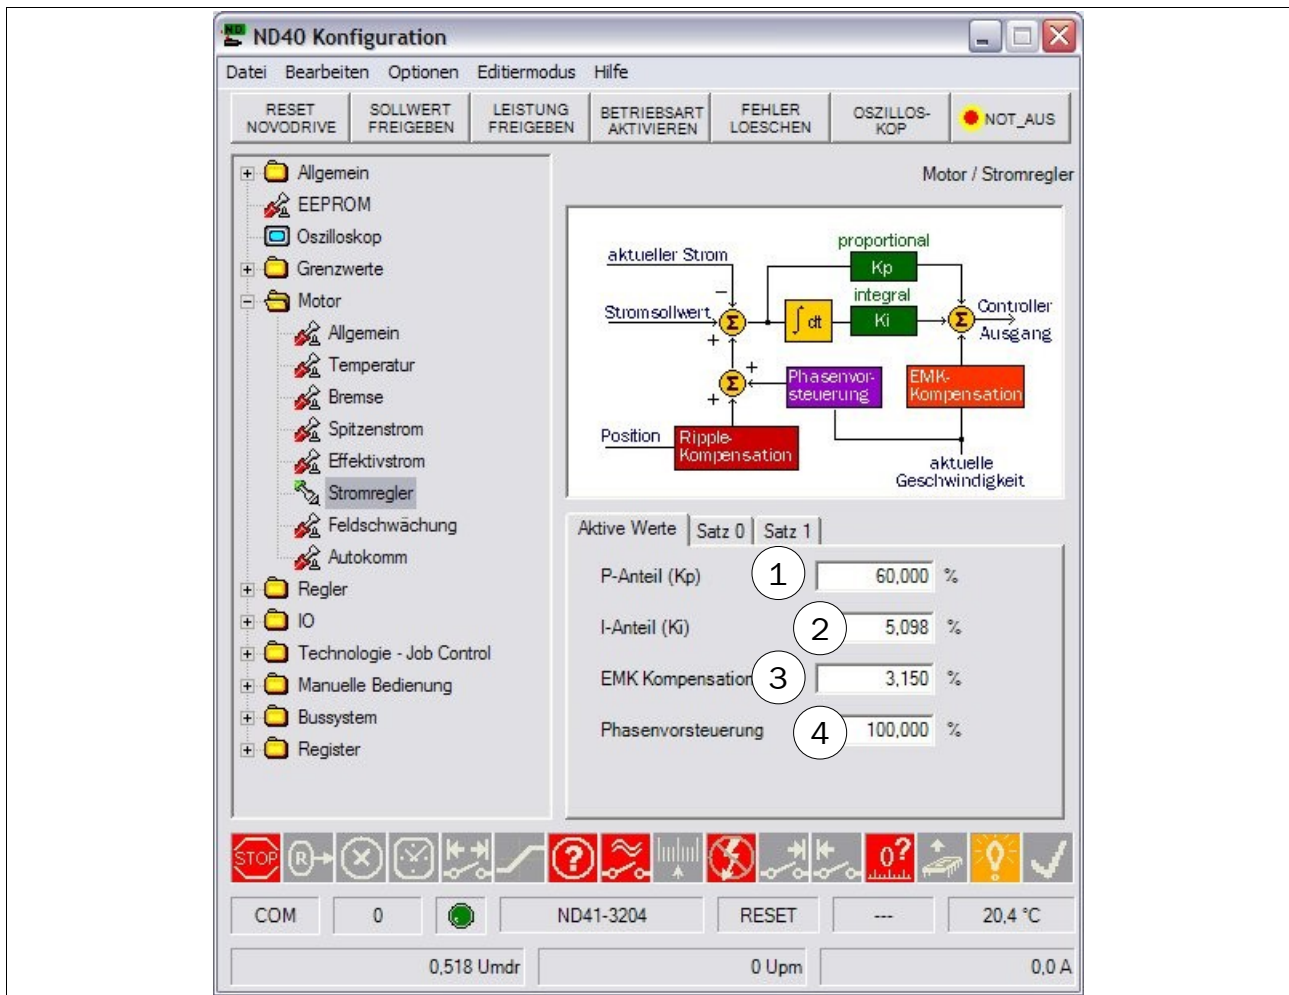 ND40 Konfiguration
Datei Bearbeiten Optionen Editiermodus Hilfe
RESET NOVODRIVE
SOLLWERT FREIGEBEN
LEISTUNG FREIGEBEN
BETRIEBSART AKTIVIEREN
FEHLER LOESCHEN
OSZILLOS-KOP
NOT_AUS
Allgemein
EEPROM
Oszilloskop
Grenzwerte
Motor
Allgemein
Temperatur
Bremse
Spitzenstrom
Effektivstrom
Stromregler
Feldschwächung
Autokomm
Regler
IO
Technologie - Job Control
Manuelle Bedienung
Bussystem
Register
Motor / Stromregler
proportional
aktueller Strom
Kp
integral
Stromsollwert
Σ
∫ dt
Ki
Σ
Controller
Ausgang
Σ
Phasenvor-
steuerung
EMK-
Kompensation
Position
Ripple-
Kompensation
aktuelle
Geschwindigkeit
Aktive Werte Satz 0 Satz 1
P-Anteil (Kp) 1 60,000 %
I-Anteil (Ki) 2 5,098 %
EMK Kompensation 3 3,150 %
Phasenvorsteuerung 4 100,000 %
STOP
R
?
0?
COM 0 ND41-3204 RESET --- 20,4 °C
0,518 Umdr 0 Upm 0,0 A